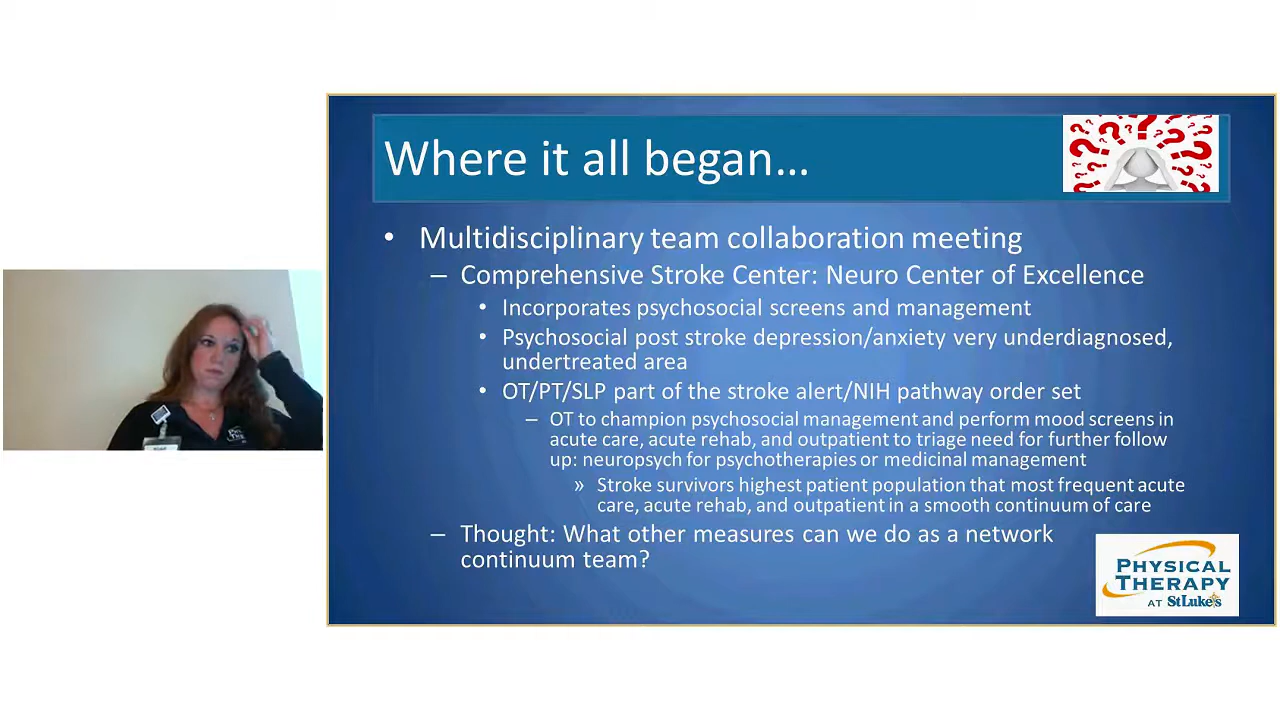 Where it all began...
• Multidisciplinary team collaboration meeting
– Comprehensive Stroke Center: Neuro Center of Excellence
• Incorporates psychosocial screens and management
• Psychosocial post stroke depression/anxiety very underdiagnosed,
undertreated area
• OT/PT/SLP part of the stroke alert/NIH pathway order set
– OT to champion psychosocial management and perform mood screens in
acute care, acute rehab, and outpatient to triage need for further follow
up: neuropsych for psychotherapies or medicinal management
» Stroke survivors highest patient population that most frequent acute
care, acute rehab, and outpatient in a smooth continuum of care
– Thought: What other measures can we do as a network
continuum team?
PHYSICAL
THERAPY
AT StLuke's